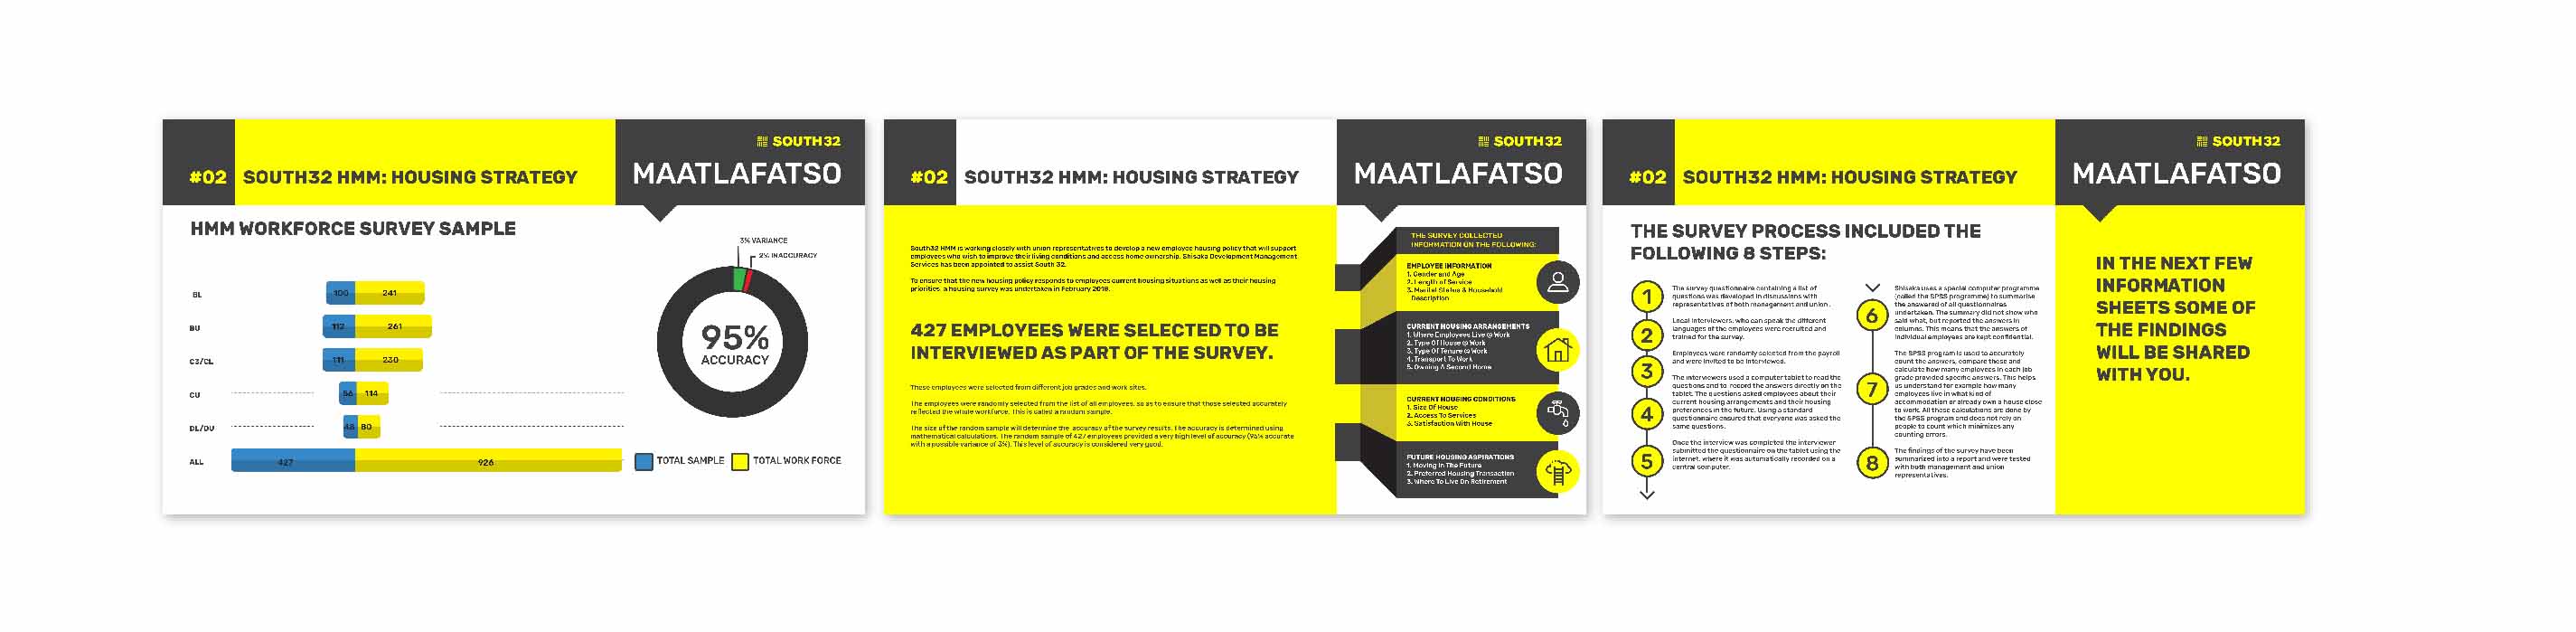 SOUTH32
#02 SOUTH32 HMM: HOUSING STRATEGY
MAATLAFATSO
HMM WORKFORCE SURVEY SAMPLE
3% VARIANCE
2% INACCURACY
95%
ACCURACY
BL 100 241
BU 112 261
C3/CL 111 230
CU 56 114
DL/DU 48 80
ALL 427 926
TOTAL SAMPLE TOTAL WORK FORCE
SOUTH32
#02 SOUTH32 HMM: HOUSING STRATEGY
MAATLAFATSO
South32 HMM is working closely with union representatives to develop a new employee housing policy that will support
employees who wish to improve their living conditions and access home ownership. Shisaka Development Management
Services has been appointed to assist South 32.
To ensure that the new housing policy responds to employees current housing situations as well as their housing
priorities, a housing survey was undertaken in February 2018.
427 EMPLOYEES WERE SELECTED TO BE
INTERVIEWED AS PART OF THE SURVEY.
These employees were selected from different job grades and work sites.
The employees were randomly selected from the list of all employees, so as to ensure that those selected accurately
reflected the whole workforce. This is called a random sample.
The size of the random sample will determine the accuracy of the survey results. The accuracy is determined using
mathematical calculations. The random sample of 427 employees provided a very high level of accuracy (95% accurate
with a possible variance of 3%). This level of accuracy is considered very good.
THE SURVEY COLLECTED
INFORMATION ON THE FOLLOWING:
EMPLOYEE INFORMATION
1. Gender and Age
2. Length of Service
3. Marital Status & Household
Description
CURRENT HOUSING ARRANGEMENTS
1. Where Employees Live @ Work
2. Type Of House @ Work
3. Type Of Tenure @ Work
4. Transport To Work
5. Owning A Second Home
CURRENT HOUSING CONDITIONS
1. Size Of House
2. Access To Services
3. Satisfaction With House
FUTURE HOUSING ASPIRATIONS
1. Moving In The Future
2. Preferred Housing Transaction
3. Where To Live On Retirement
SOUTH32
#02 SOUTH32 HMM: HOUSING STRATEGY
MAATLAFATSO
THE SURVEY PROCESS INCLUDED THE
FOLLOWING 8 STEPS:
1
The survey questionnaire containing a list of
questions was developed in discussions with
representatives of both management and union.
2
Local interviewers, who can speak the different
languages of the employees were recruited and
trained for the survey.
3
Employees were randomly selected from the payroll
and were invited to be interviewed.
4
The interviewers used a computer tablet to read the
questions and to record the answers directly on the
tablet. The questions asked employees about their
current housing arrangements and their housing
preferences in the future. Using a standard
questionnaire ensured that everyone was asked the
same questions.
5
Once the interview was completed the interviewer
submitted the questionnaire on the tablet using the
internet, where it was automatically recorded on a
central computer.
6
Shisaka uses a special computer programme
(called the SPSS programme) to summarise
the answered of all questionnaires
undertaken. The summary did not show who
said what, but reported the answers in
columns. This means that the answers of
individual employees are kept confidential.
7
The SPSS program is used to accurately
count the answers, compare these and
calculate how many employees in each job
grade provided specific answers. This helps
us understand for example how many
employees live in what kind of
accommodation or already own a house close
to work. All these calculations are done by
the SPSS program and does not rely on
people to count which minimizes any
counting errors.
8
The findings of the survey have been
summarized into a report and were tested
with both management and union
representatives.
IN THE NEXT FEW
INFORMATION
SHEETS SOME OF
THE FINDINGS
WILL BE SHARED
WITH YOU.